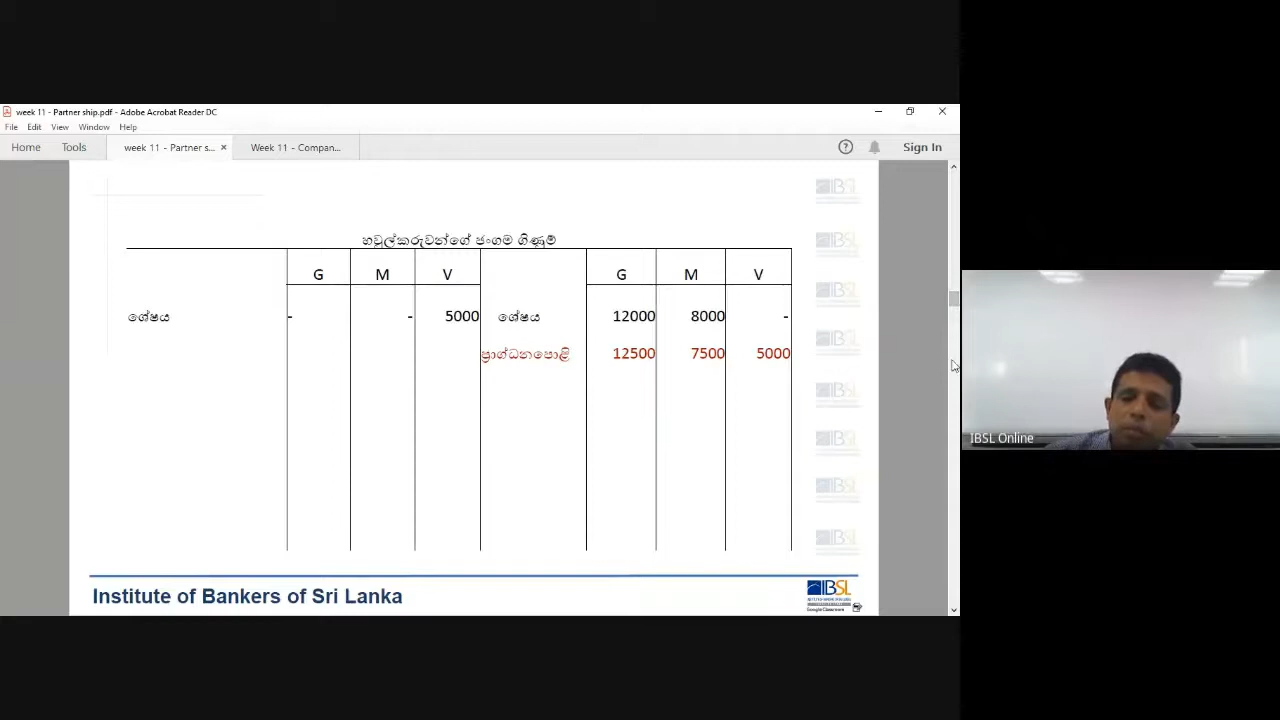 week 11 - Partner ship.pdf - Adobe Acrobat Reader DC
File Edit View Window Help
Home Tools week 11 - Partner s... × Week 11 - Compan... Sign In
හවුල්කරුවන්ගේ ජංගම ගිණුම්
G M V G M V
ශේෂය - - 5000 ශේෂය 12000 8000 -
ප්‍රාග්ධනපොළි 12500 7500 5000
Institute of Bankers of Sri Lanka
IBSL
IBSL Online